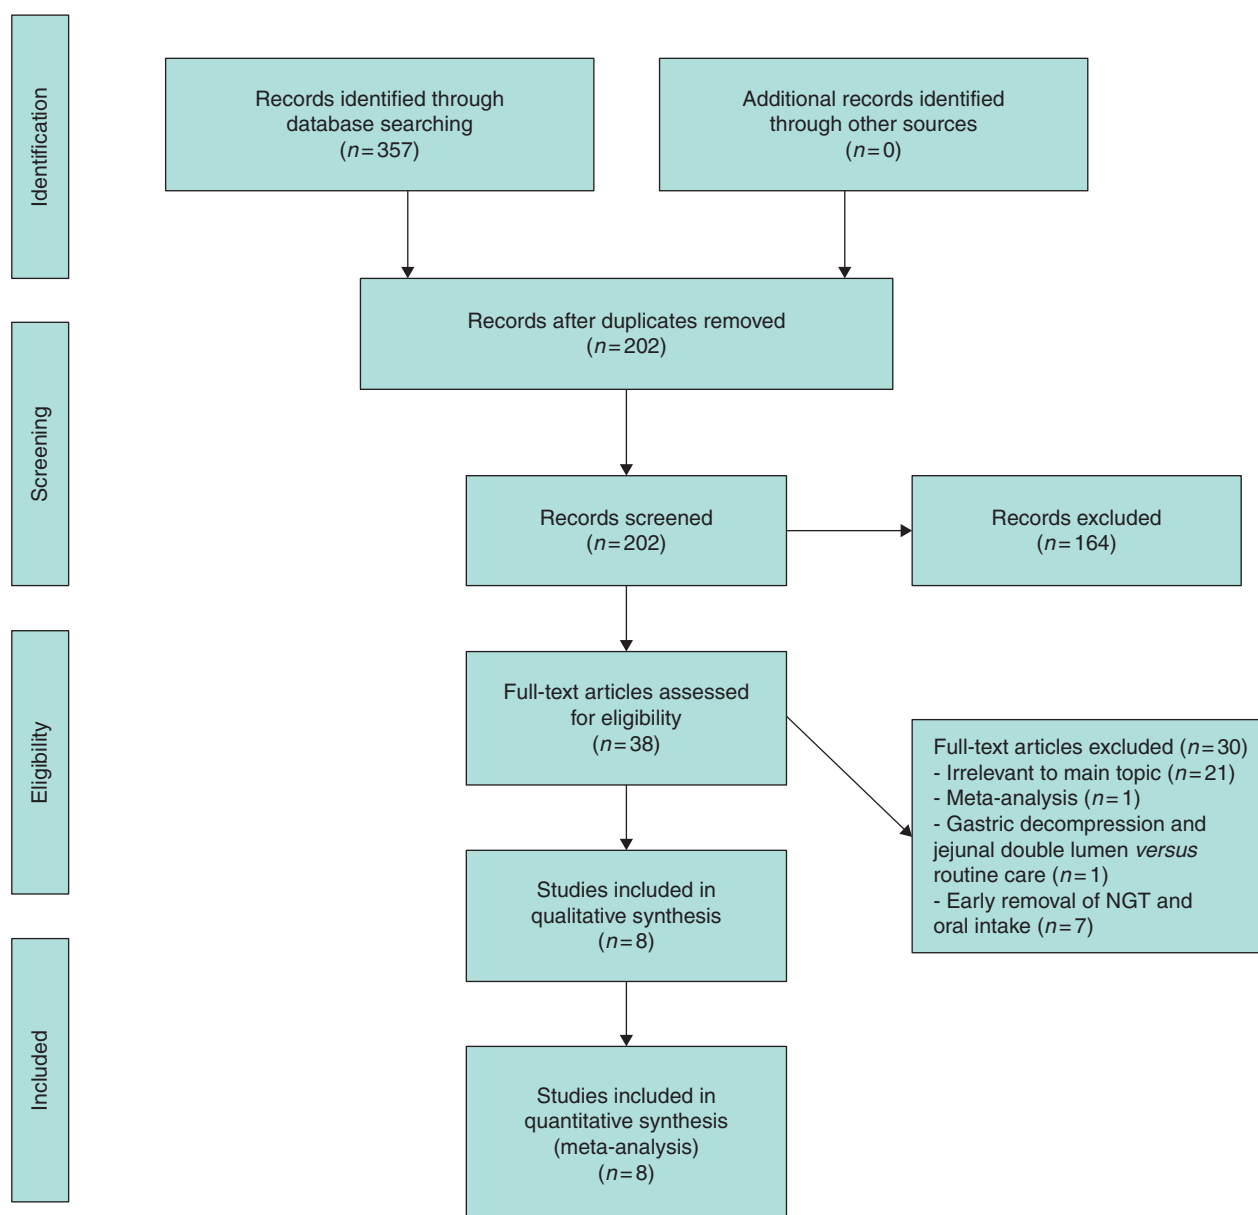 Identification
Records identified through
database searching
(n=357)
Additional records identified
through other sources
(n=0)
Records after duplicates removed
(n=202)
Screening
Records screened
(n=202)
Records excluded
(n=164)
Eligibility
Full-text articles assessed
for eligibility
(n=38)
Full-text articles excluded (n=30)
- Irrelevant to main topic (n=21)
- Meta-analysis (n=1)
- Gastric decompression and
jejunal double lumen versus
routine care (n=1)
- Early removal of NGT and
oral intake (n=7)
Studies included in
qualitative synthesis
(n=8)
Included
Studies included in
quantitative synthesis
(meta-analysis)
(n=8)